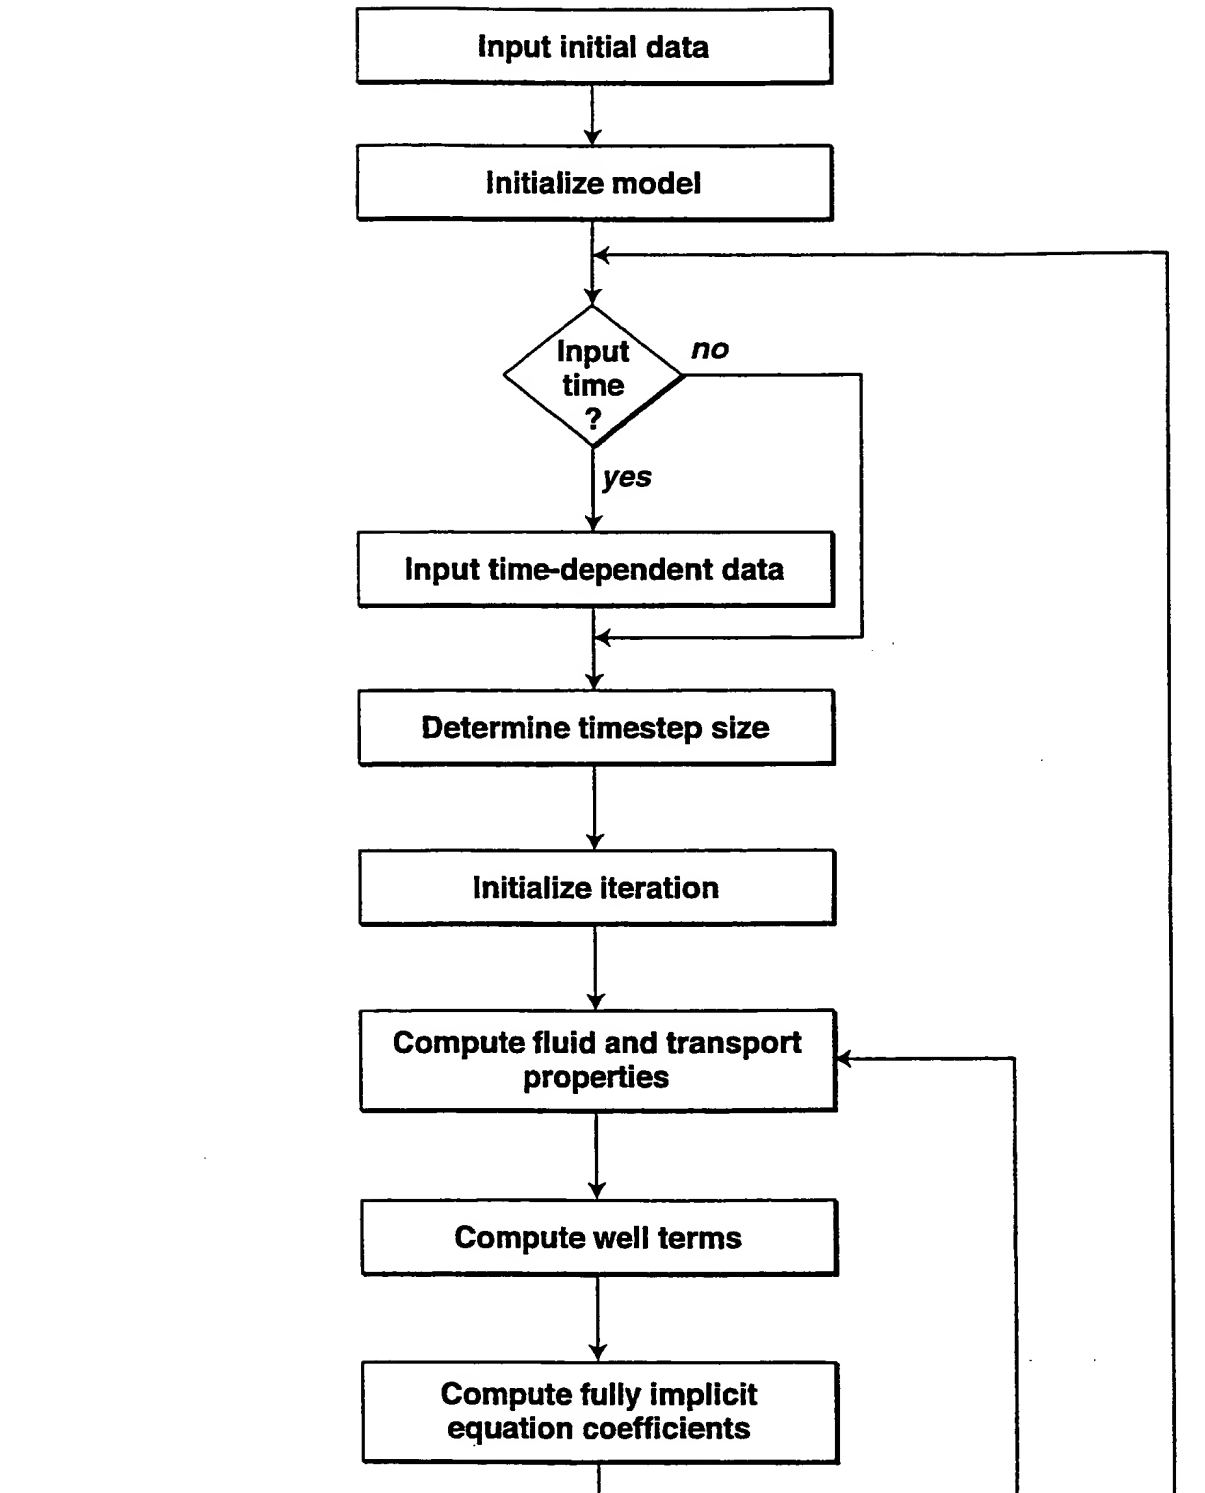 Input initial data
Initialize model
Input
time
?
no
yes
Input time-dependent data
Determine timestep size
Initialize iteration
Compute fluid and transport
properties
Compute well terms
Compute fully implicit
equation coefficients